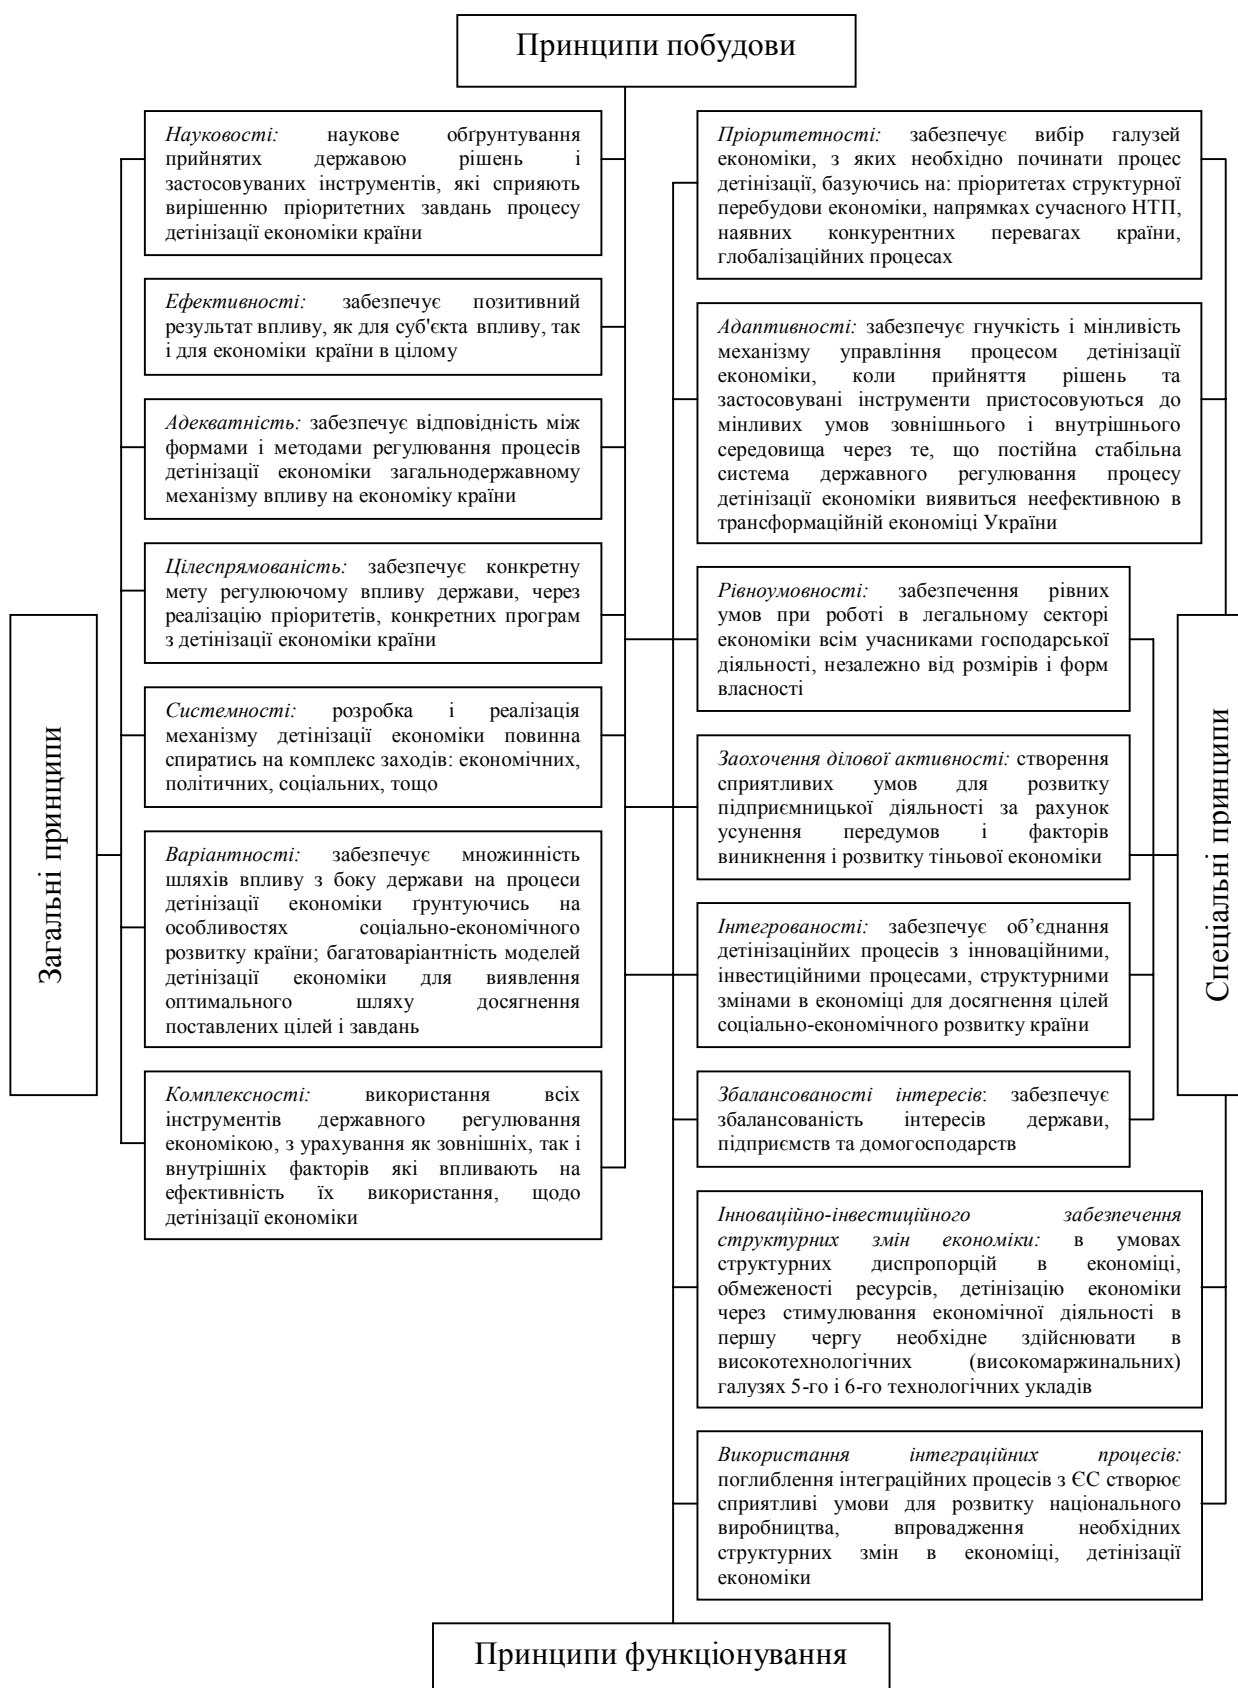 Принципи побудови
Науковості: наукове обґрунтування
прийнятих державою рішень і
застосовуваних інструментів, які сприяють
вирішенню пріоритетних завдань процесу
детінізації економіки країни
Ефективності: забезпечує позитивний
результат впливу, як для суб'єкта впливу, так
і для економіки країни в цілому
Адекватність: забезпечує відповідність між
формами і методами регулювання процесів
детінізації економіки загальнодержавному
механізму впливу на економіку країни
Цілеспрямованість: забезпечує конкретну
мету регулюючому впливу держави, через
реалізацію пріоритетів, конкретних програм
з детінізації економіки країни
Системності: розробка і реалізація
механізму детінізації економіки повинна
спиратись на комплекс заходів: економічних,
політичних, соціальних, тощо
Варіантності: забезпечує множинність
шляхів впливу з боку держави на процеси
детінізації економіки ґрунтуючись на
особливостях соціально-економічного
розвитку країни; багатоваріантність моделей
детінізації економіки для виявлення
оптимального шляху досягнення
поставлених цілей і завдань
Комплексності: використання всіх
інструментів державного регулювання
економікою, з урахування як зовнішніх, так і
внутрішніх факторів які впливають на
ефективність їх використання, щодо
детінізації економіки
Загальні принципи
Пріоритетності: забезпечує вибір галузей
економіки, з яких необхідно починати процес
детінізації, базуючись на: пріоритетах структурної
перебудови економіки, напрямках сучасного НТП,
наявних конкурентних перевагах країни,
глобалізаційних процесах
Адаптивності: забезпечує гнучкість і мінливість
механізму управління процесом детінізації
економіки, коли прийняття рішень та
застосовувані інструменти пристосовуються до
мінливих умов зовнішнього і внутрішнього
середовища через те, що постійна стабільна
система державного регулювання процесу
детінізації економіки виявиться неефективною в
трансформаційній економіці України
Рівноумовності: забезпечення рівних
умов при роботі в легальному секторі
економіки всім учасниками господарської
діяльності, незалежно від розмірів і форм
власності
Заохочення ділової активності: створення
сприятливих умов для розвитку
підприємницької діяльності за рахунок
усунення передумов і факторів
виникнення і розвитку тіньової економіки
Інтегрованості: забезпечує об’єднання
детінізаційних процесів з інноваційними,
інвестиційними процесами, структурними
змінами в економіці для досягнення цілей
соціально-економічного розвитку країни
Збалансованості інтересів: забезпечує
збалансованість інтересів держави,
підприємств та домогосподарств
Інноваційно-інвестиційного забезпечення
структурних змін економіки: в умовах
структурних диспропорцій в економіці,
обмеженості ресурсів, детінізацію економіки
через стимулювання економічної діяльності в
першу чергу необхідне здійснювати в
високотехнологічних (високомаржинальних)
галузях 5-го і 6-го технологічних укладів
Використання інтеграційних процесів:
поглиблення інтеграційних процесів з ЄС створює
сприятливі умови для розвитку національного
виробництва, впровадження необхідних
структурних змін в економіці, детінізації
економіки
Спеціальні принципи
Принципи функціонування